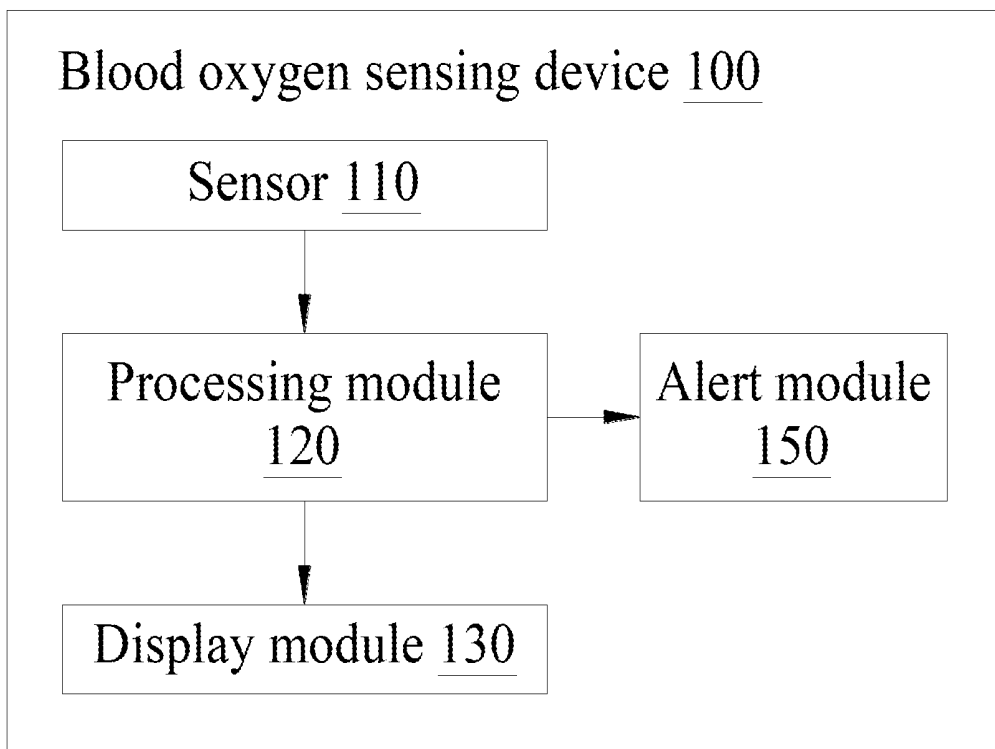 Blood oxygen sensing device 100
Sensor 110
Processing module
120
Alert module
150
Display module 130